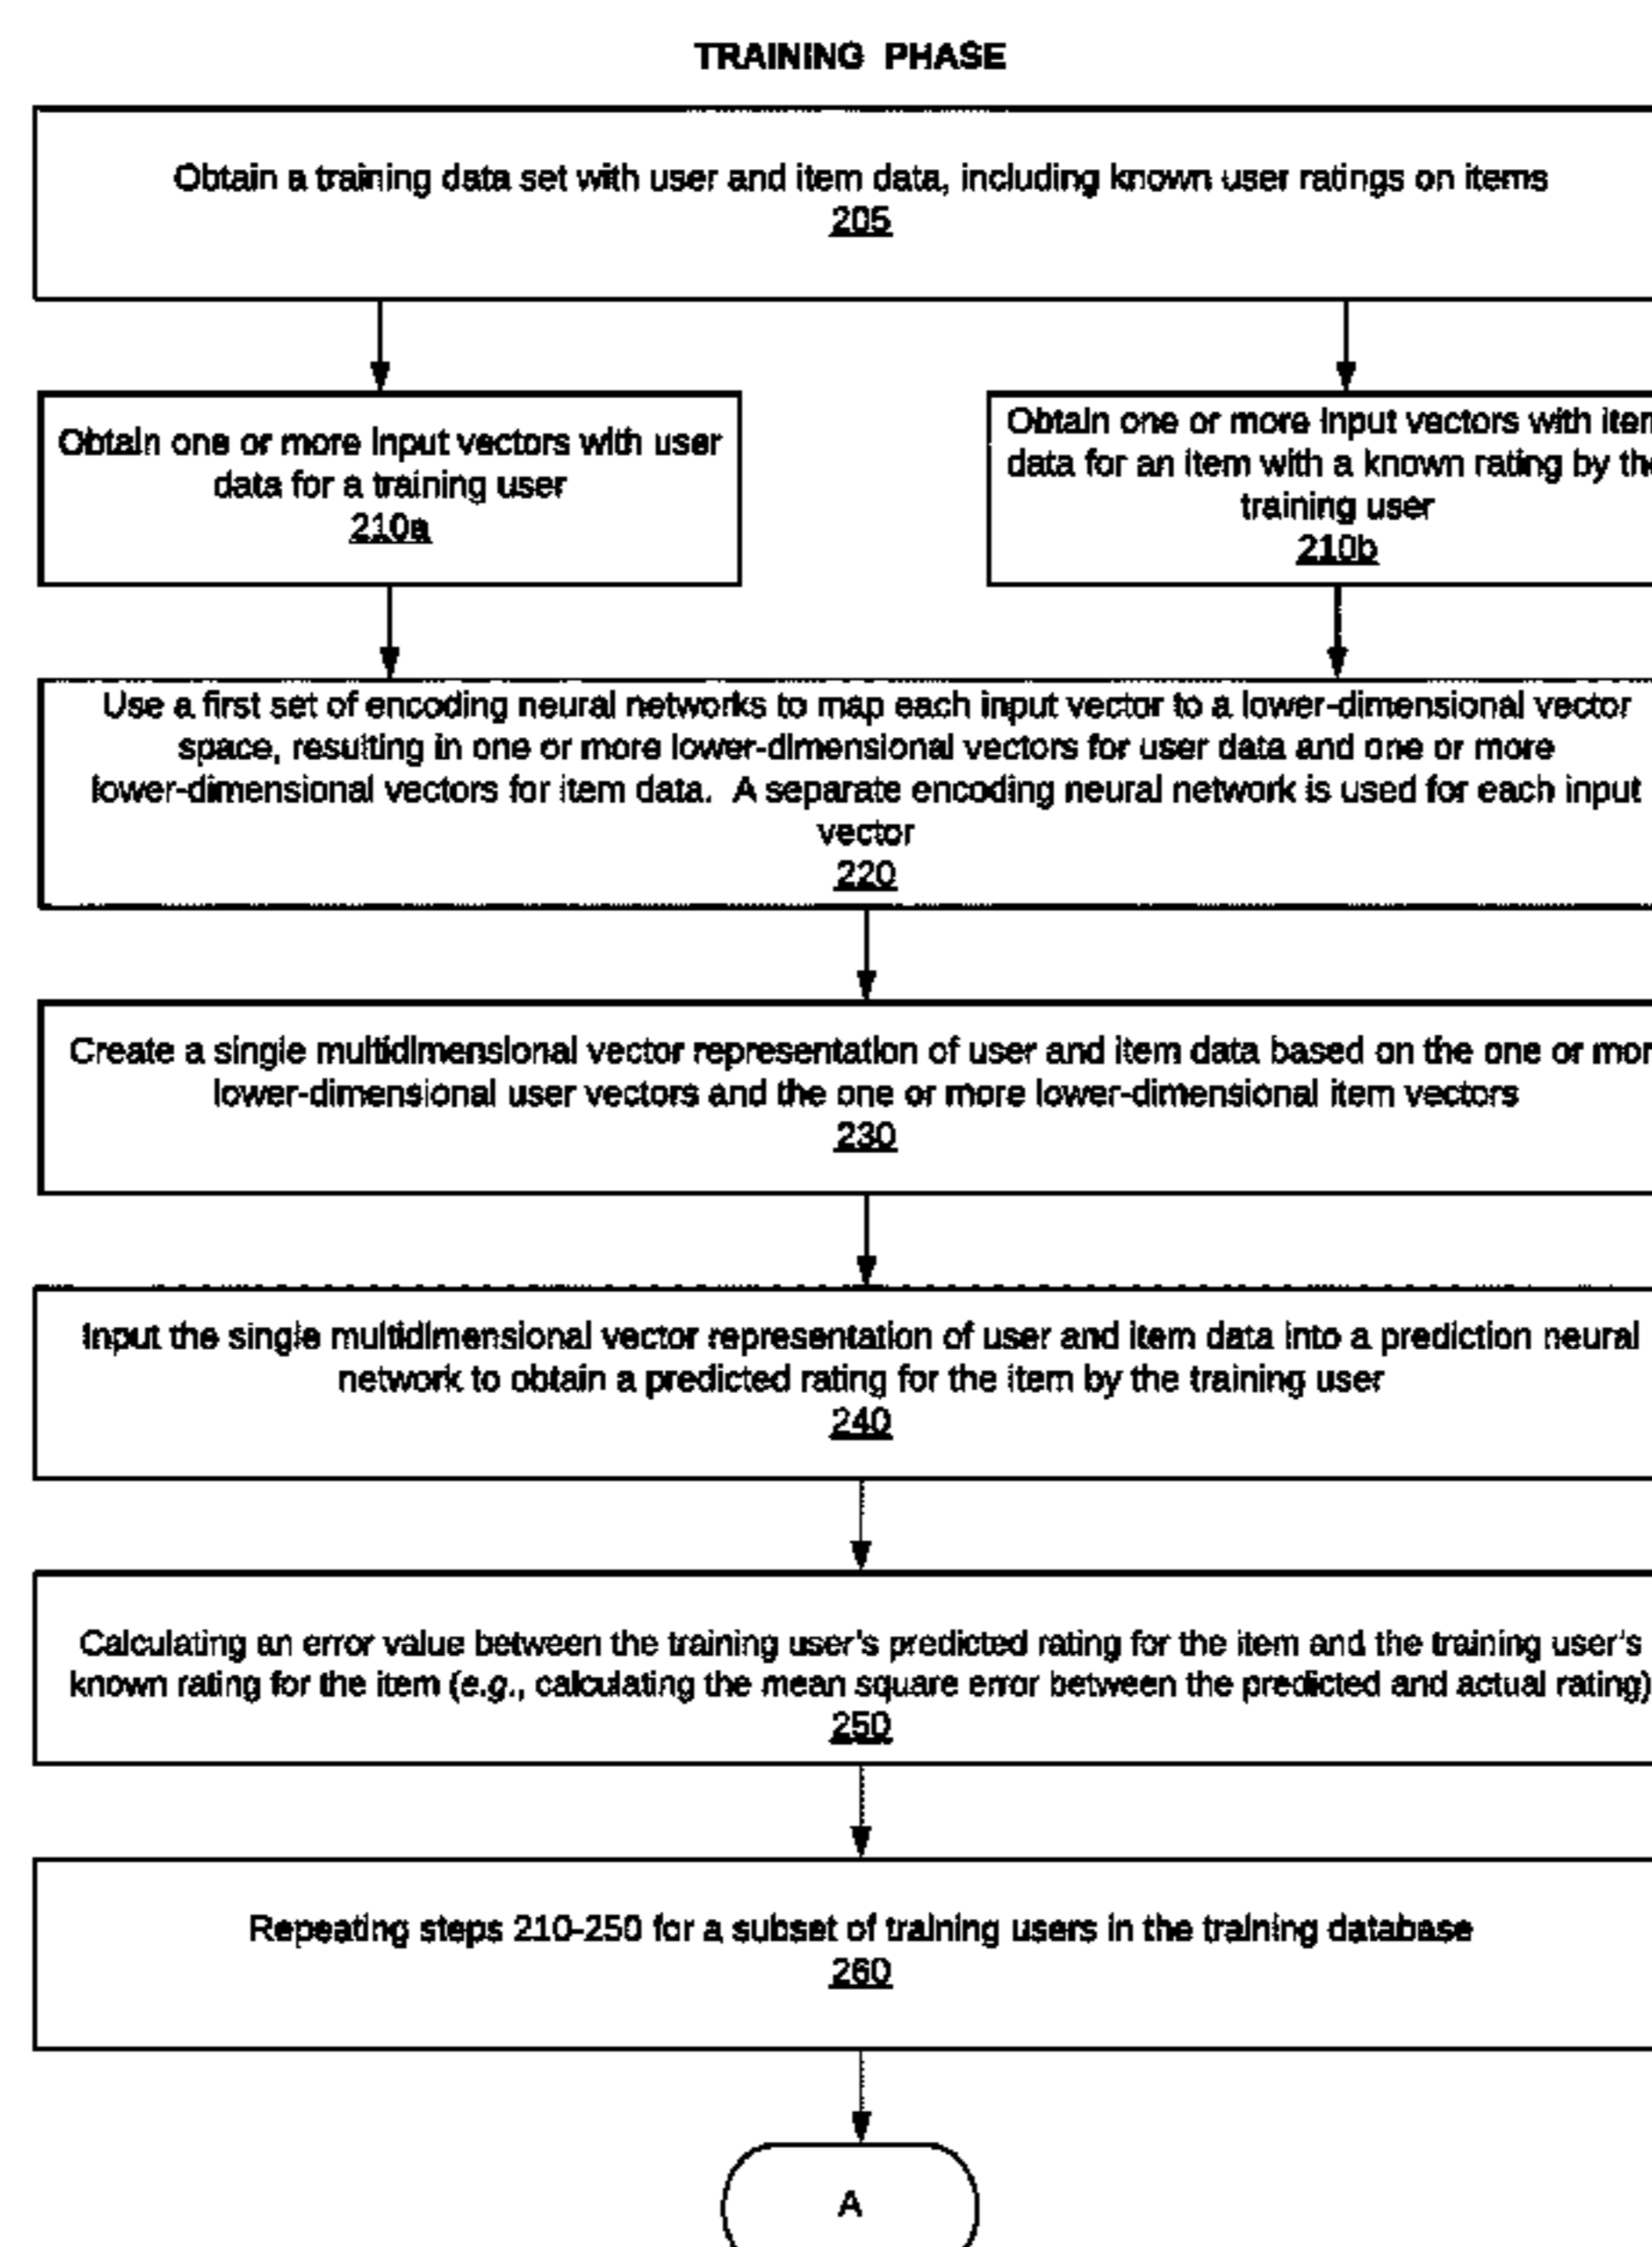 TRAINING PHASE
Obtain a training data set with user and item data, including known user ratings on items
205
Obtain one or more input vectors with user
data for a training user
210a
Obtain one or more input vectors with
data for an item with a known rating by
training user
210b
Use a first set of encoding neural networks to map each input vector to a lower-dimensional vector
space, resulting in one or more lower-dimensional vectors for user data and one or more
lower-dimensional vectors for item data. A separate encoding neural network is used for each input
vector
220
Create a single multidimensional vector representation of user and item data based on the one or
lower-dimensional user vectors and the one or more lower-dimensional item vectors
230
Input the single multidimensional vector representation of user and item data into a prediction neural
network to obtain a predicted rating for the item by the training user
240
Calculating an error value between the training user's predicted rating for the item and the training user's
known rating for the item (e.g., calculating the mean square error between the predicted and actual rating)
250
Repeating steps 210-250 for a subset of training users in the training database
260
A